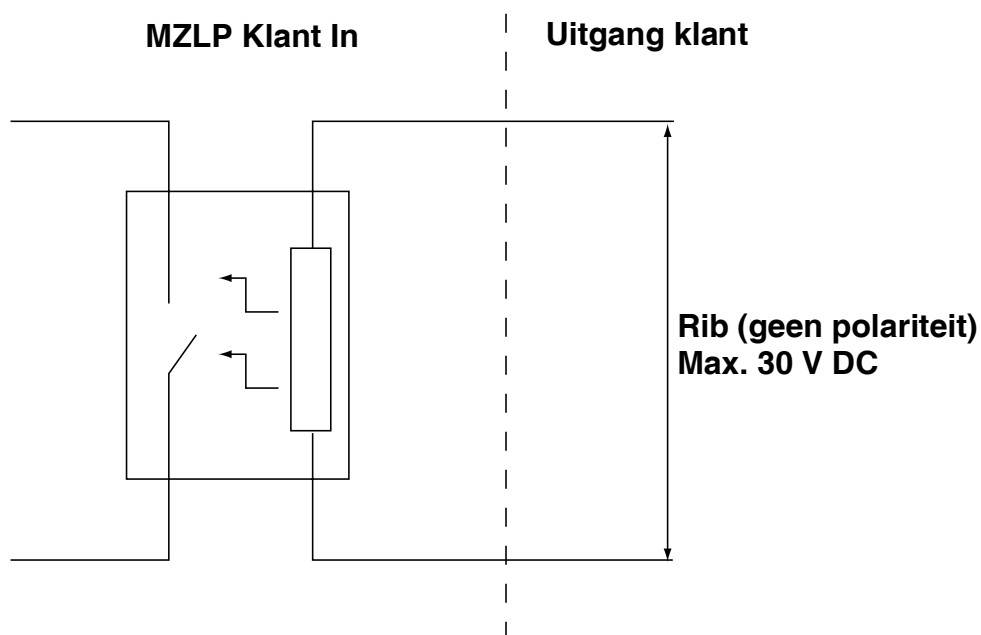 MZLP Klant In
Uitgang klant
Rib (geen polariteit)
Max. 30 V DC